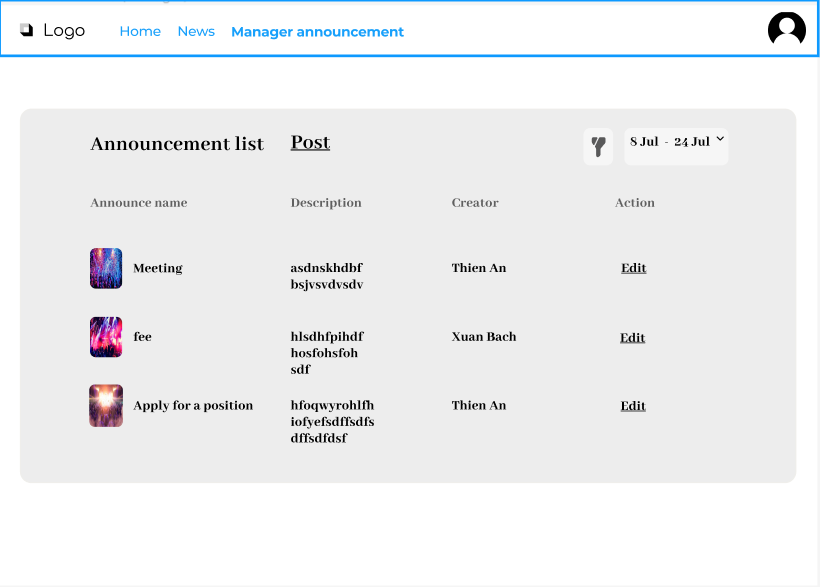 Logo Home News Manager announcement
Announcement list Post 8 Jul - 24 Jul
Announce name Description Creator Action
Meeting asdnskhdbf Thien An Edit
bsjvsvdvsdv
fee hlsdhfpihdf Xuan Bach Edit
hosfohsfoh
sdf
Apply for a position hfoqwyrohlfh Thien An Edit
iofyefsdffsdfs
dffsdfdsf